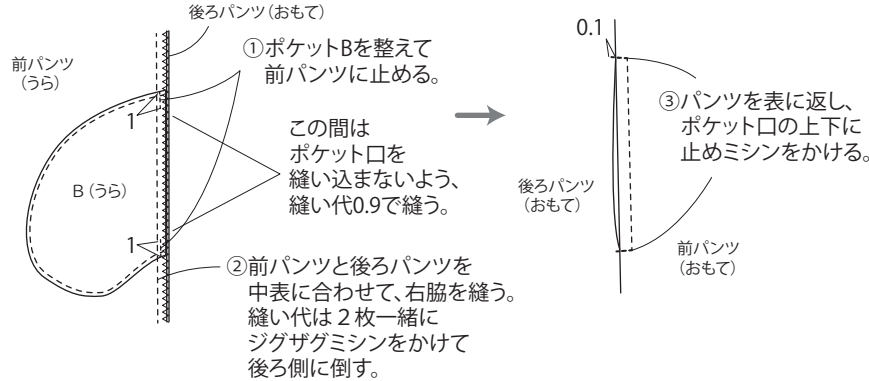 後ろパンツ（おもて）
前パンツ
（うら）
①ポケットBを整えて
前パンツに止める。
1
この間は
ポケット口を
縫い込まないよう、
縫い代0.9で縫う。
B（うら）
1
②前パンツと後ろパンツを
中表に合わせて、右脇を縫う。
縫い代は２枚一緒に
ジグザグミシンをかけて
後ろ側に倒す。
0.1
③パンツを表に返し、
ポケット口の上下に
止めミシンをかける。
後ろパンツ
（おもて）
前パンツ
（おもて）